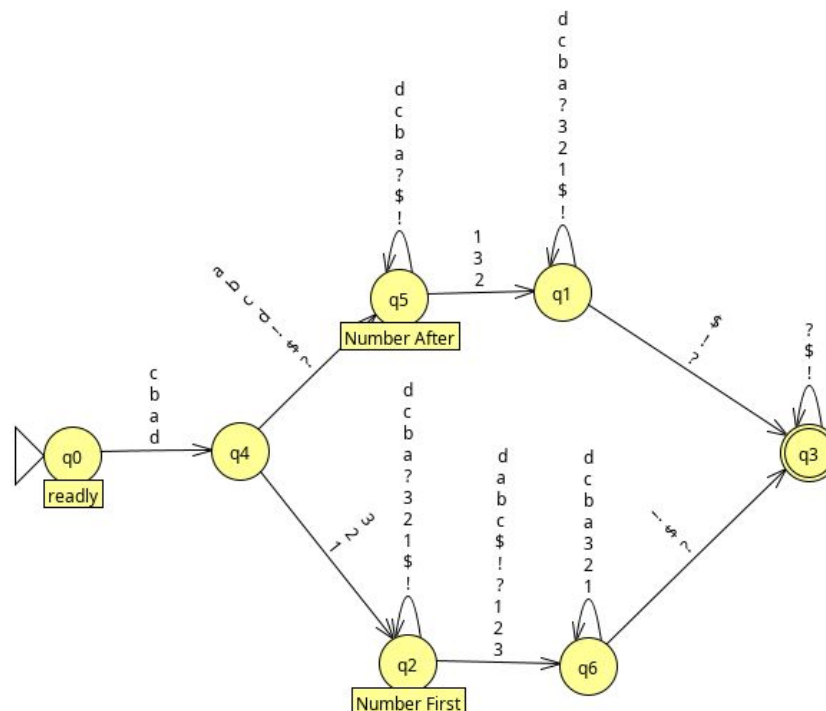 d
c
b
a
?
3
2
1
$
!
d
c
b
a
?
$
!
1
3
2
q1
q5
Number After
a b c d ! $ ?
$ ! ?
?
$
!
c
b
a
d
q0
readly
q4
q3
d
c
b
a
?
3
2
1
$
!
3 2 1
d
a
b
c
$
!
?
1
2
3
d
c
b
a
3
2
1
! $ ?
q2
q6
Number First